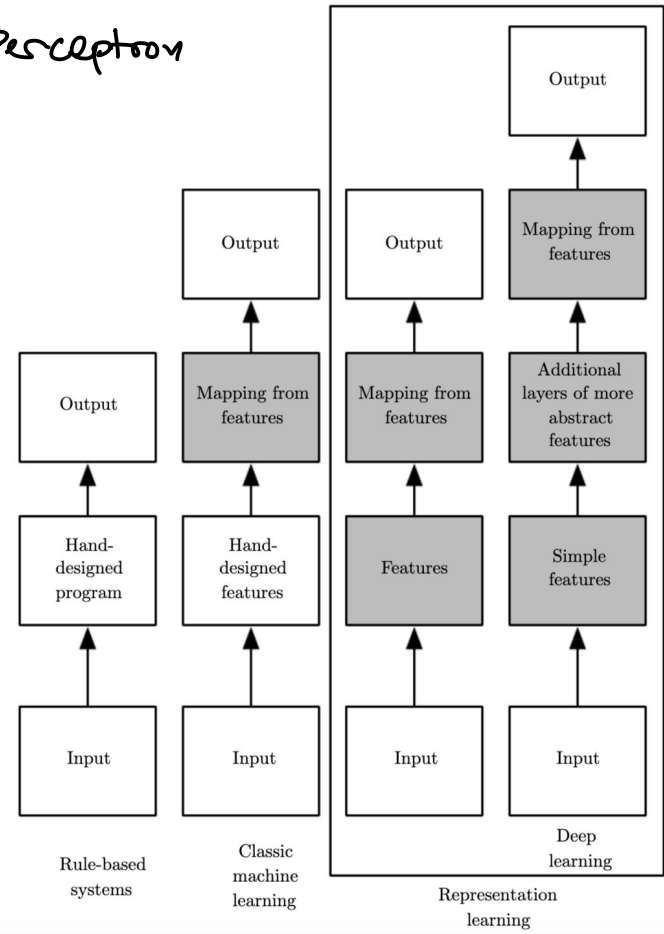 Perceptron
Output
Output
Output
Mapping from
features
Output
Mapping from
features
Mapping from
features
Additional
layers of more
abstract
features
Hand-
designed
program
Hand-
designed
features
Features
Simple
features
Input
Input
Input
Input
Rule-based
systems
Classic
machine
learning
Deep
learning
Representation
learning